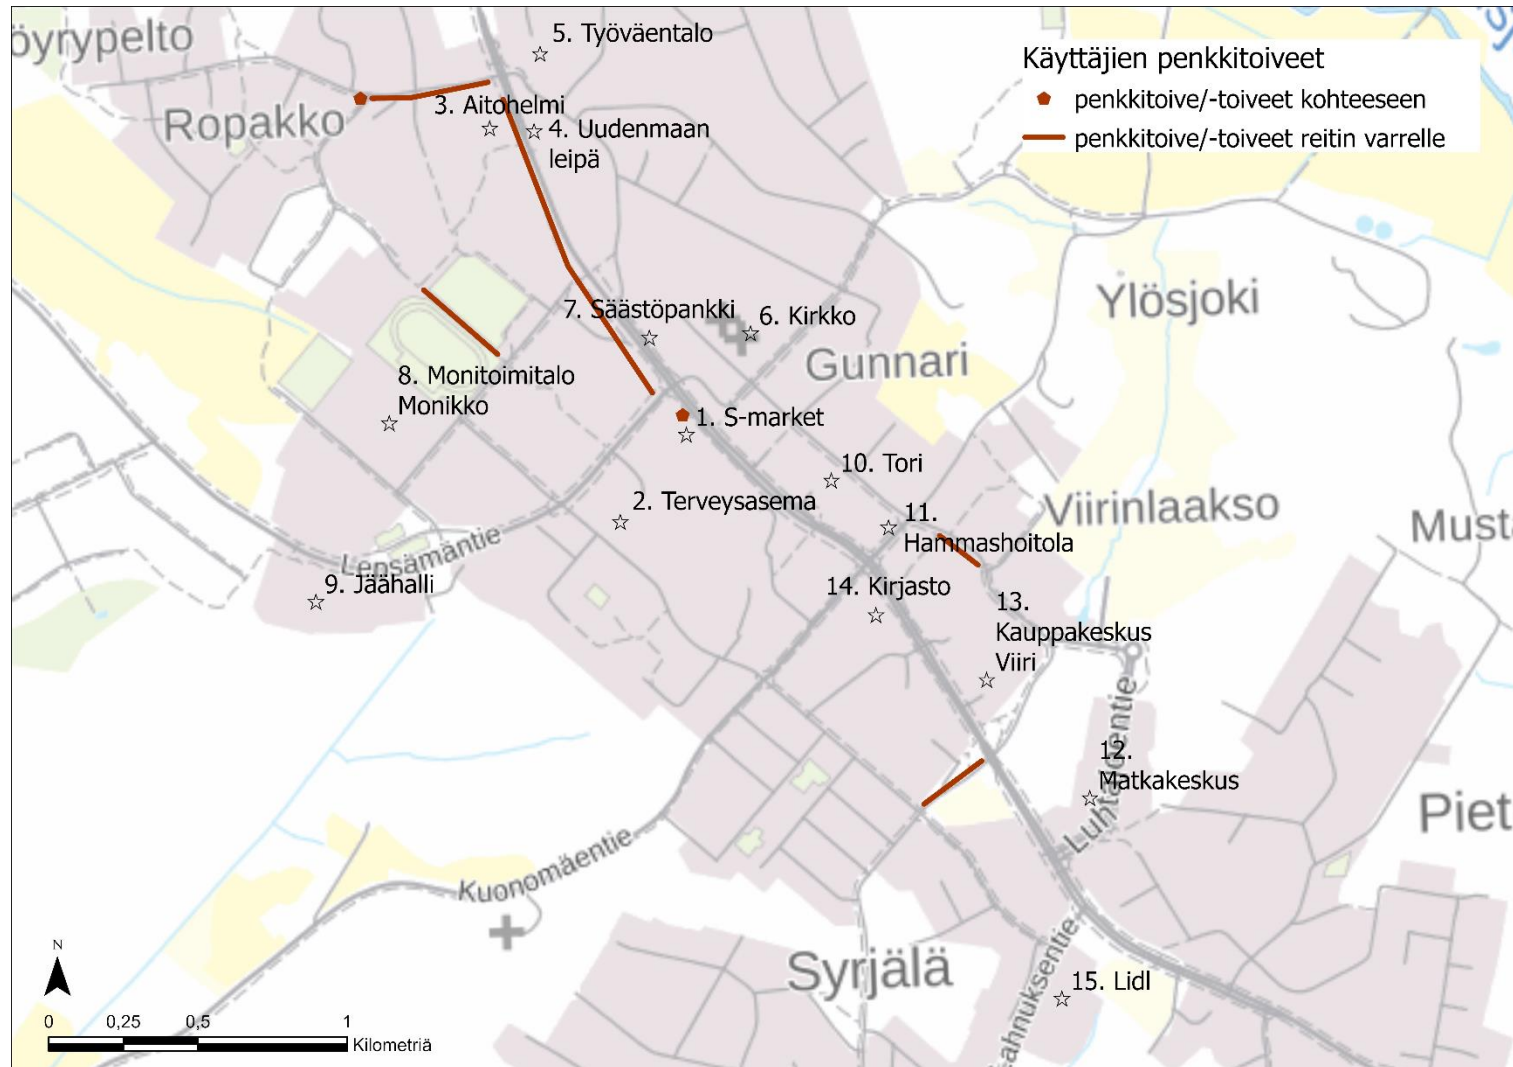 öyrypelto
5. Työväentalo
Käyttäjien penkkitoiveet
penkkitoive/-toiveet kohteeseen
penkkitoive/-toiveet reitin varrelle
Ropakko
3. Aitohelmi
4. Uudenmaan
leipä
Ylösjoki
7. Säästöpankki
6. Kirkko
Gunnari
8. Monitoimitalo
Monikko
1. S-market
10. Tori
2. Terveysasema
11.
Hammashoitola
Viirinlaakso
Musta
Lepsämäntie
9. Jäähalli
14. Kirjasto
13.
Kauppakeskus
Viiri
12.
Matkakeskus
Luhtajoentie
Piet
Kuonomäentie
Syrjälä
15. Lidl
ahnuksentie
N
0
0,25
0,5
1
Kilometriä